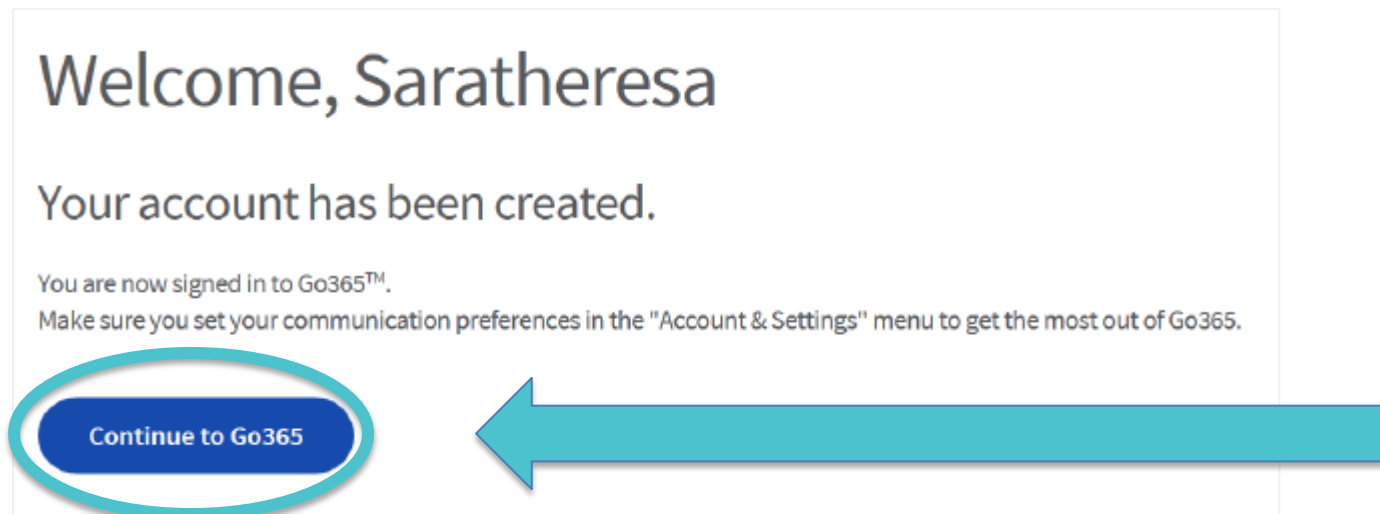 Welcome, Saratheresa
Your account has been created.
You are now signed in to Go365™.
Make sure you set your communication preferences in the "Account & Settings" menu to get the most out of Go365.
Continue to Go365